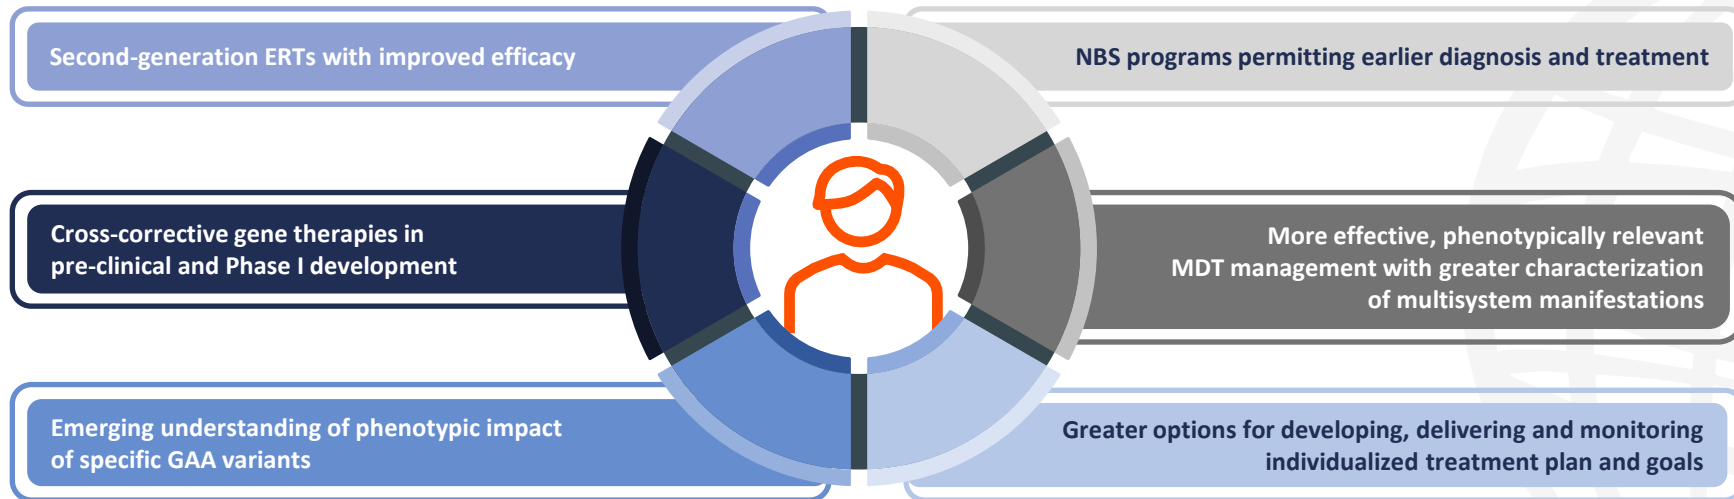 Second-generation ERTs with improved efficacy
NBS programs permitting earlier diagnosis and treatment
Cross-corrective gene therapies in
pre-clinical and Phase I development
More effective, phenotypically relevant
MDT management with greater characterization
of multisystem manifestations
Emerging understanding of phenotypic impact
of specific GAA variants
Greater options for developing, delivering and monitoring
individualized treatment plan and goals